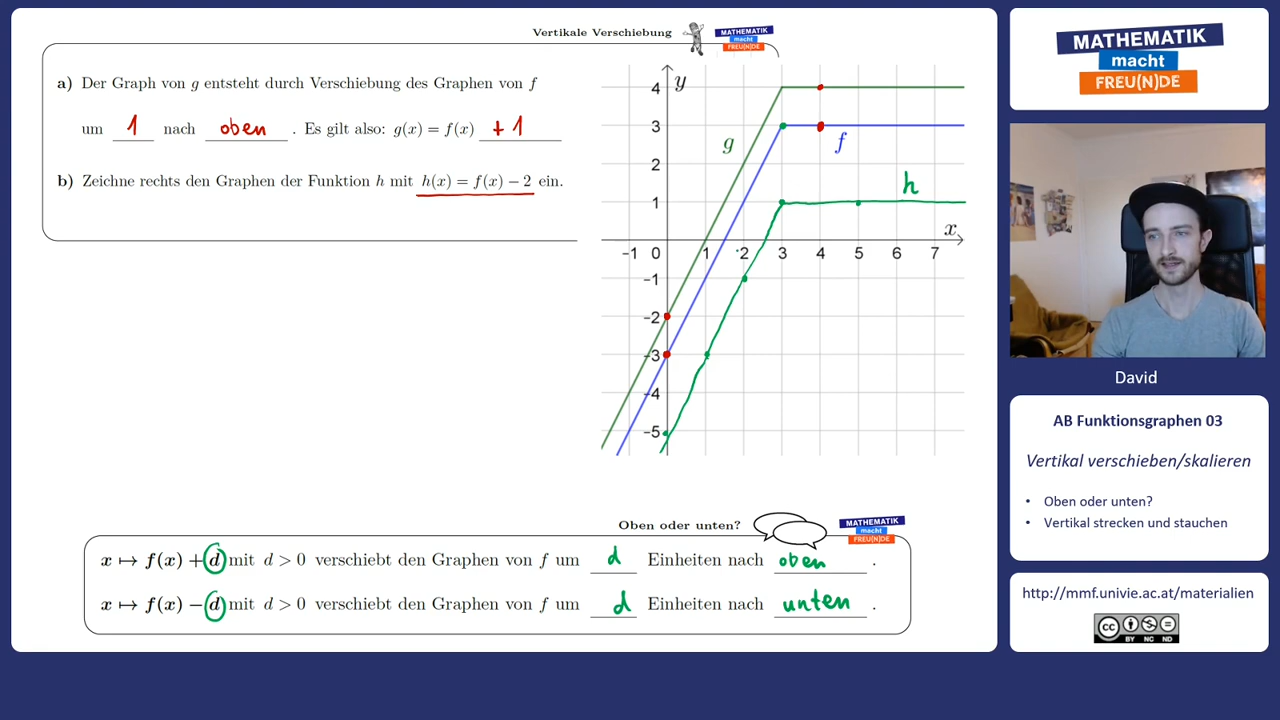 Vertikale Verschiebung
MATHEMATIK
macht
FREU(N)DE
a) Der Graph von g entsteht durch Verschiebung des Graphen von f
um 1 nach oben . Es gilt also: g(x) = f(x) + 1
b) Zeichne rechts den Graphen der Funktion h mit h(x) = f(x) − 2 ein.
y
4
3
2
1
g
f
h
x
−1 0 1 2 3 4 5 6 7
−1
−2
−3
−4
−5
Oben oder unten?
MATHEMATIK
macht
FREU(N)DE
x ↦ f(x) + d mit d > 0 verschiebt den Graphen von f um d Einheiten nach oben .
x ↦ f(x) − d mit d > 0 verschiebt den Graphen von f um d Einheiten nach unten .
MATHEMATIK
macht
FREU(N)DE
David
AB Funktionsgraphen 03
Vertikal verschieben/skalieren
• Oben oder unten?
• Vertikal strecken und stauchen
http://mmf.univie.ac.at/materialien
cc
BY NC ND